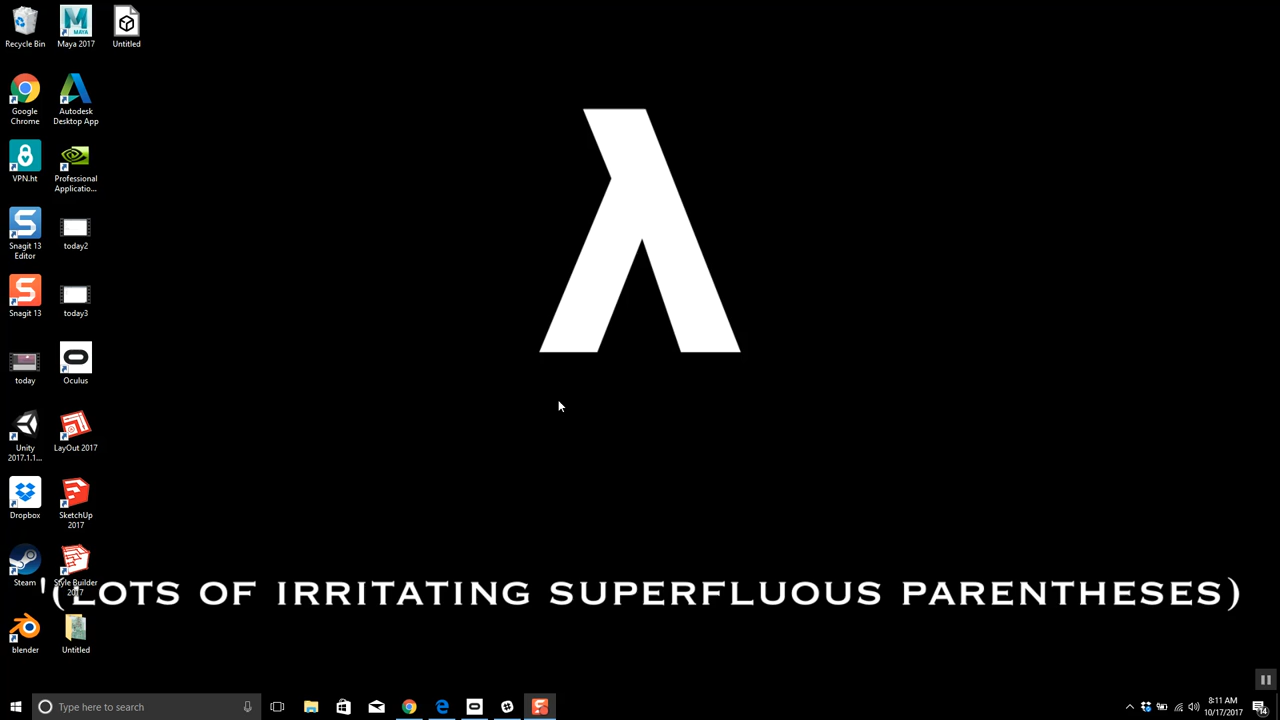 Recycle Bin
Maya 2017
Untitled
Google Chrome
Autodesk Desktop App
VPN.ht
Professional Applicatio...
Snagit 13 Editor
today2
Snagit 13
today3
today
Oculus
Unity 2017.1.1...
LayOut 2017
Dropbox
SketchUp 2017
Steam
Style Builder 2017
blender
Untitled
λ
'(LOTS OF IRRITATING SUPERFLUOUS PARENTHESES)
Type here to search
8:11 AM
10/17/2017
14